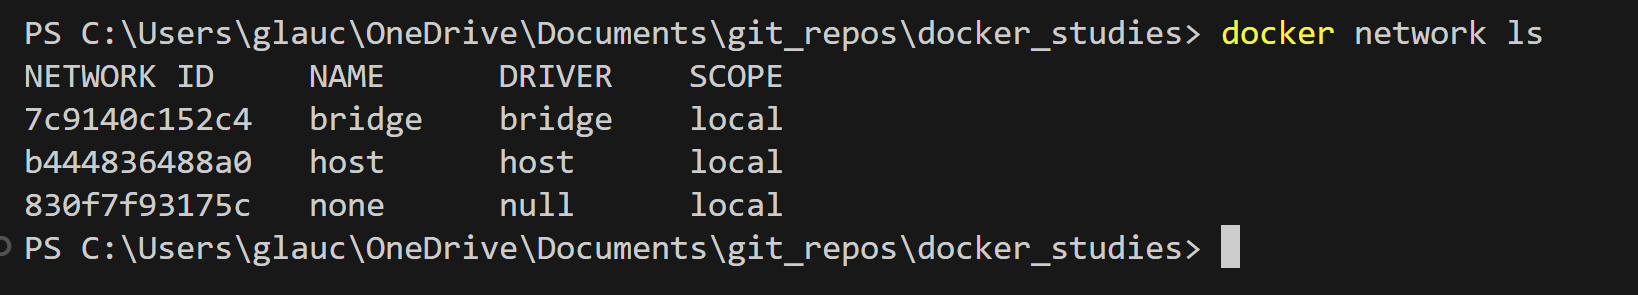 PS C:\Users\glauc\OneDrive\Documents\git_repos\docker_studies> docker network ls
NETWORK ID     NAME      DRIVER    SCOPE
7c9140c152c4   bridge    bridge    local
b444836488a0   host      host      local
830f7f93175c   none      null      local
PS C:\Users\glauc\OneDrive\Documents\git_repos\docker_studies>